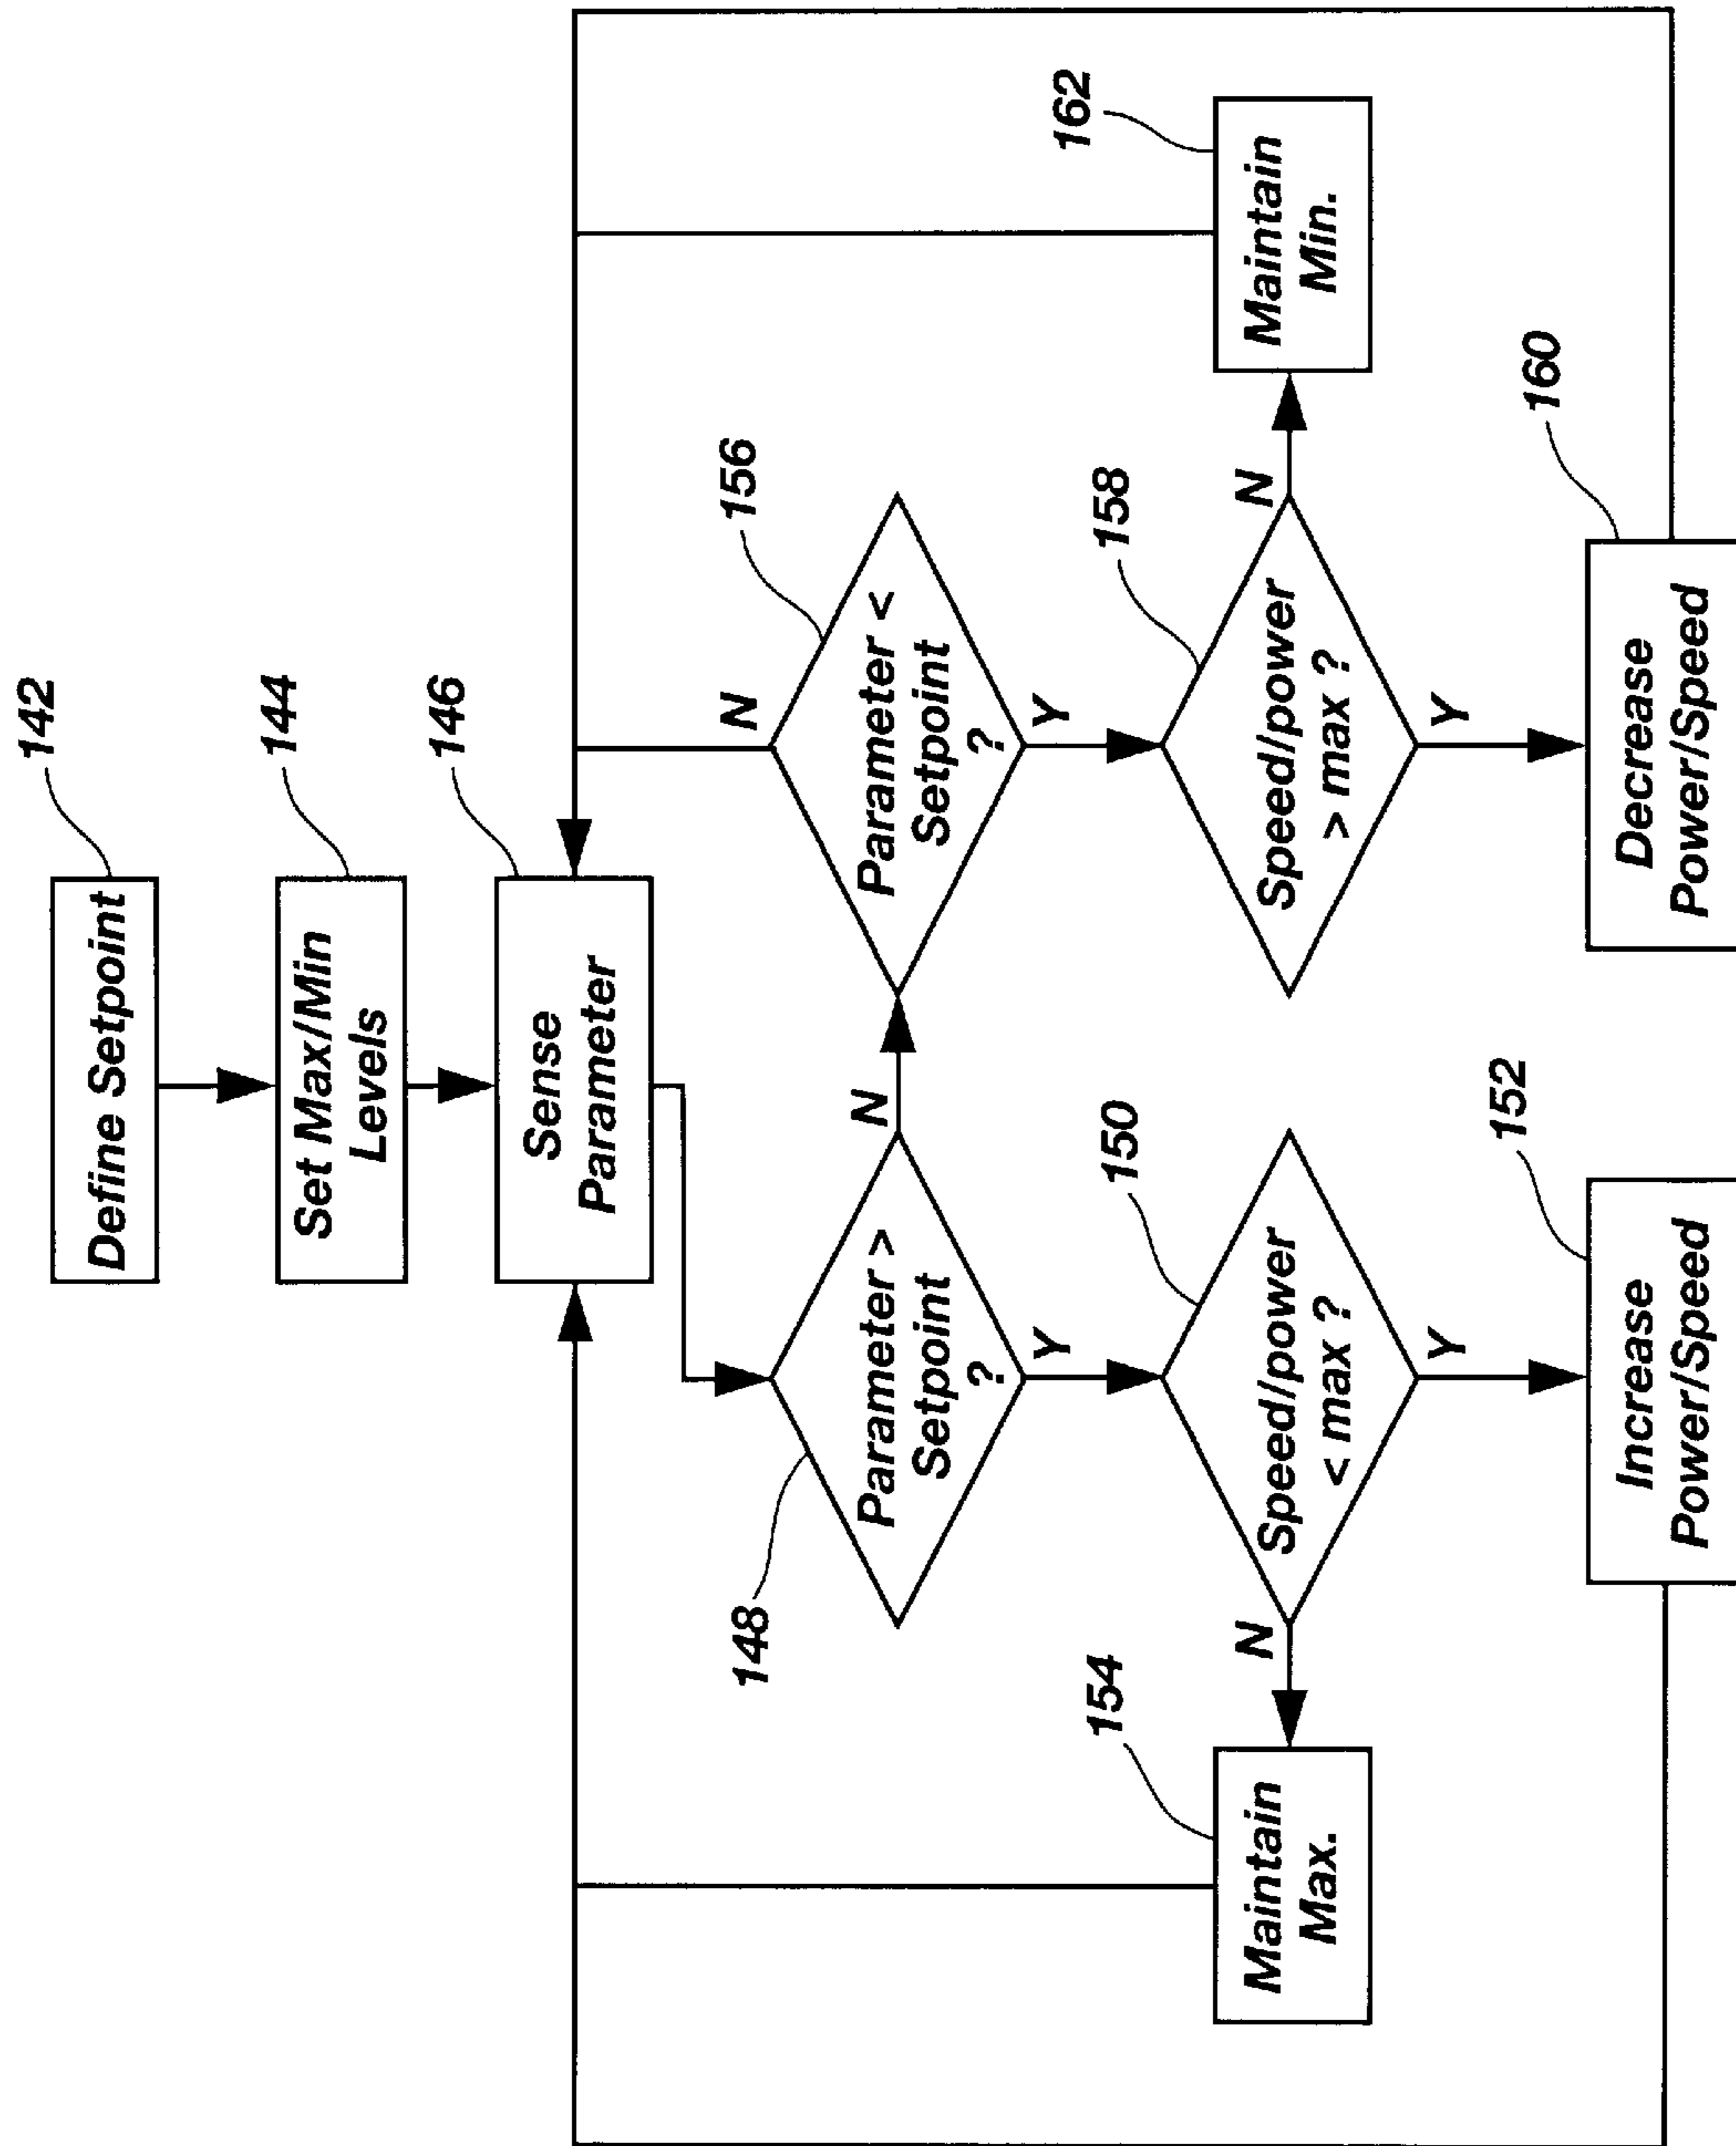 142
Define Setpoint
144
Set Max/Min
Levels
146
Sense
Parameter
148
Parameter >
Setpoint
?
N
Y
156
Parameter <
Setpoint
?
N
Y
150
Speed/power
< max ?
N
Y
154
Maintain
Max.
152
Increase
Power/Speed
158
Speed/power
> max ?
N
Y
162
Maintain
Min.
160
Decrease
Power/Speed